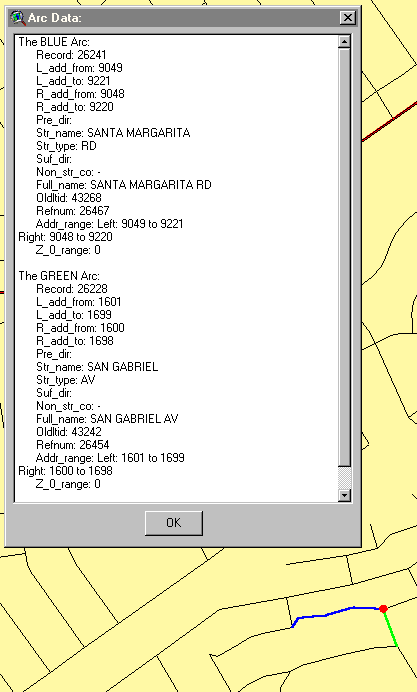 Arc Data:
The BLUE Arc:
Record: 26241
L_add_from: 9049
L_add_to: 9221
R_add_from: 9048
R_add_to: 9220
Pre_dir:
Str_name: SANTA MARGARITA
Str_type: RD
Suf_dir:
Non_str_co: -
Full_name: SANTA MARGARITA RD
Oldltid: 43268
Refnum: 26467
Addr_range: Left: 9049 to 9221
Right: 9048 to 9220
Z_0_range: 0
The GREEN Arc:
Record: 26228
L_add_from: 1601
L_add_to: 1699
R_add_from: 1600
R_add_to: 1698
Pre_dir:
Str_name: SAN GABRIEL
Str_type: AV
Suf_dir:
Non_str_co: -
Full_name: SAN GABRIEL AV
Oldltid: 43242
Refnum: 26454
Addr_range: Left: 1601 to 1699
Right: 1600 to 1698
Z_0_range: 0
OK